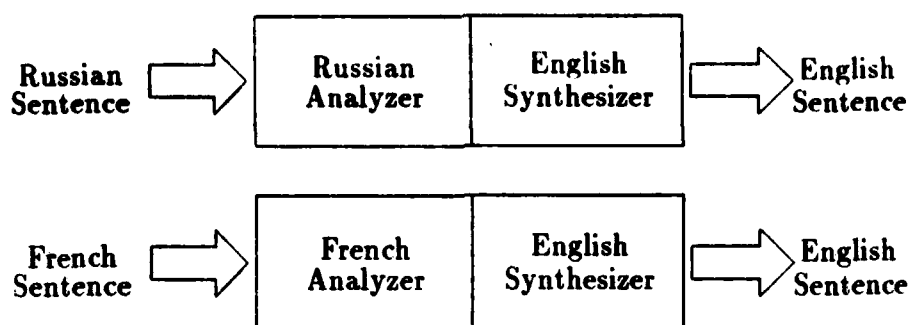 Russian
Sentence
Russian
Analyzer
English
Synthesizer
English
Sentence
French
Sentence
French
Analyzer
English
Synthesizer
English
Sentence